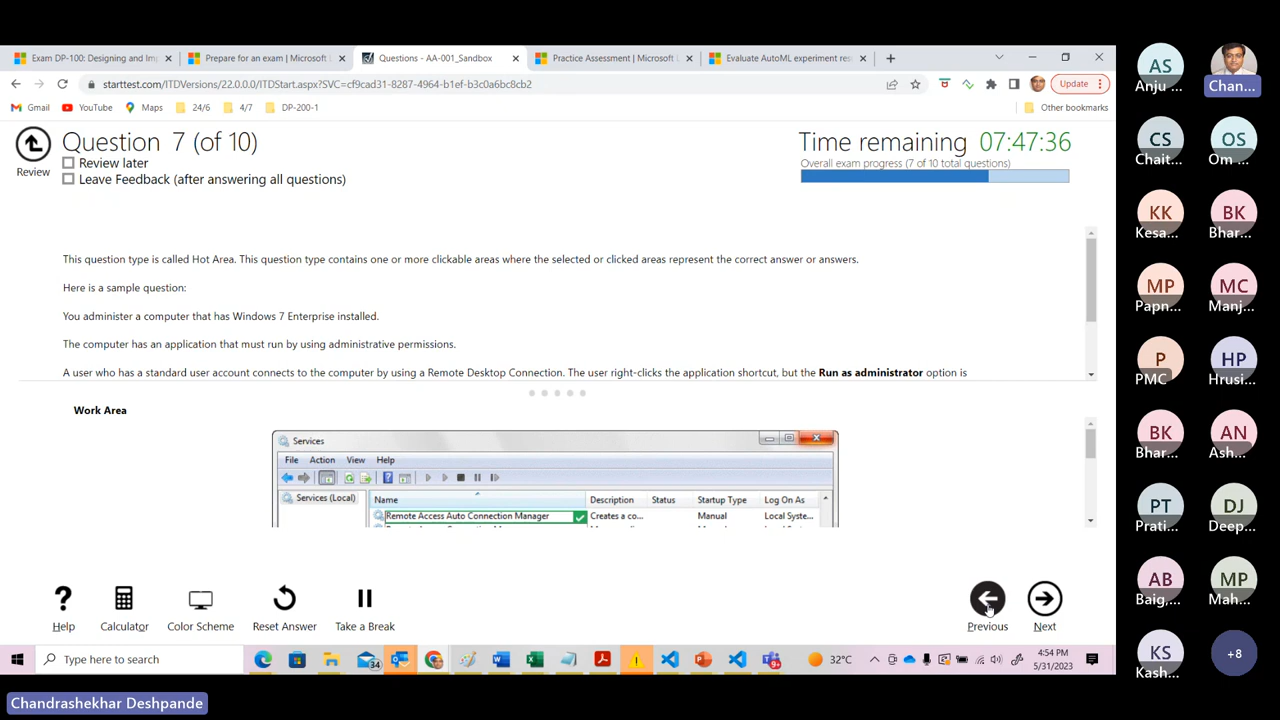 Exam DP-100: Designing and Imp
Prepare for an exam | Microsoft L
Questions - AA-001_Sandbox
Practice Assessment | Microsoft L
Evaluate AutoML experiment res
starttest.com/ITDVersions/22.0.0.0/ITDStart.aspx?SVC=cf9cad31-8287-4964-b1ef-b3c0a6bc8cb2
Update
Gmail
YouTube
Maps
24/6
4/7
DP-200-1
Other bookmarks
Review
Question 7 (of 10)
Review later
Leave Feedback (after answering all questions)
Time remaining 07:47:36
Overall exam progress (7 of 10 total questions)
This question type is called Hot Area. This question type contains one or more clickable areas where the selected or clicked areas represent the correct answer or answers.
Here is a sample question:
You administer a computer that has Windows 7 Enterprise installed.
The computer has an application that must run by using administrative permissions.
A user who has a standard user account connects to the computer by using a Remote Desktop Connection. The user right-clicks the application shortcut, but the Run as administrator option is
Work Area
Services
File Action View Help
Services (Local)
Name Description Status Startup Type Log On As
Remote Access Auto Connection Manager Creates a co... Manual Local Syste...
Help
Calculator
Color Scheme
Reset Answer
Take a Break
Previous
Next
Type here to search
34
9+
32°C
4:54 PM
5/31/2023
Chandrashekhar Deshpande
AS
Anju ...
Chan...
CS
Chait...
OS
Om ...
KK
Kesa...
BK
Bhar...
MP
Papn...
MC
Manj...
P
PMC
HP
Hrusi...
BK
Bhar...
AN
Ash...
PT
Prati...
DJ
Deep...
AB
Baig,...
MP
Mah...
KS
Kash...
+8